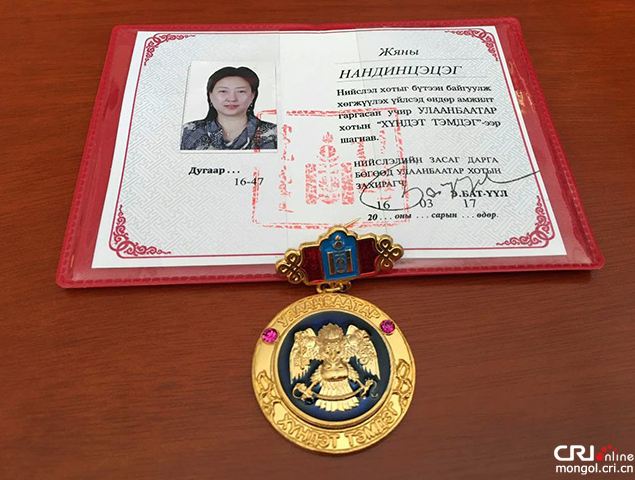 Жяны
НАНДИНЦЭЦЭГ
Нийслэл хотыг бүтээн байгуулж
хөгжүүлэх үйлсэд өндөр амжилт
гаргасан учир УЛААНБААТАР
хотын “ХҮНДЭТ ТЭМДЭГ”-ээр
шагнав.
Дугаар . . .
16-47
НИЙСЛЭЛИЙН ЗАСАГ ДАРГА
БӨГӨӨД УЛААНБААТАР ХОТЫН
ЗАХИРАГЧ
Э.БАТ-ҮҮЛ
16 03 17
20 . . . оны . . . сарын . . . өдөр.
УЛААНБААТАР
ХҮНДЭТ ТЭМДЭГ
CRI online
mongol.cri.cn